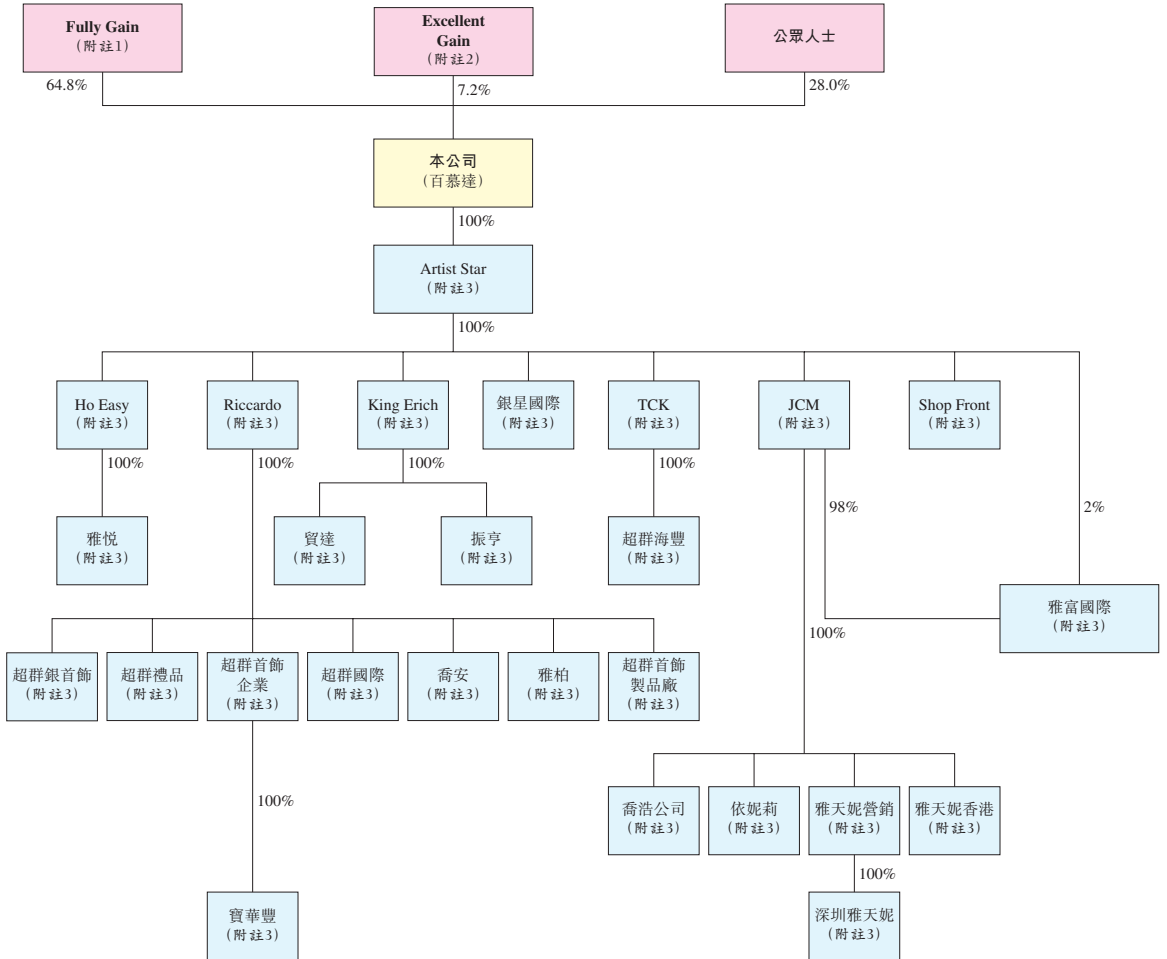 Fully Gain
(附註1)
Excellent
Gain
(附註2)
公眾人士
64.8%
7.2%
28.0%
本公司
(百慕達)
100%
Artist Star
(附註3)
100%
Ho Easy
(附註3)
Riccardo
(附註3)
King Erich
(附註3)
銀星國際
(附註3)
TCK
(附註3)
JCM
(附註3)
Shop Front
(附註3)
100%
100%
100%
100%
98%
2%
雅悅
(附註3)
貿達
(附註3)
振亨
(附註3)
超群海豐
(附註3)
雅富國際
(附註3)
100%
超群銀首飾
(附註3)
超群禮品
(附註3)
超群首飾
企業
(附註3)
超群國際
(附註3)
喬安
(附註3)
雅柏
(附註3)
超群首飾
製品廠
(附註3)
100%
喬浩公司
(附註3)
依妮莉
(附註3)
雅天妮營銷
(附註3)
雅天妮香港
(附註3)
100%
寶華豐
(附註3)
深圳雅天妮
(附註3)